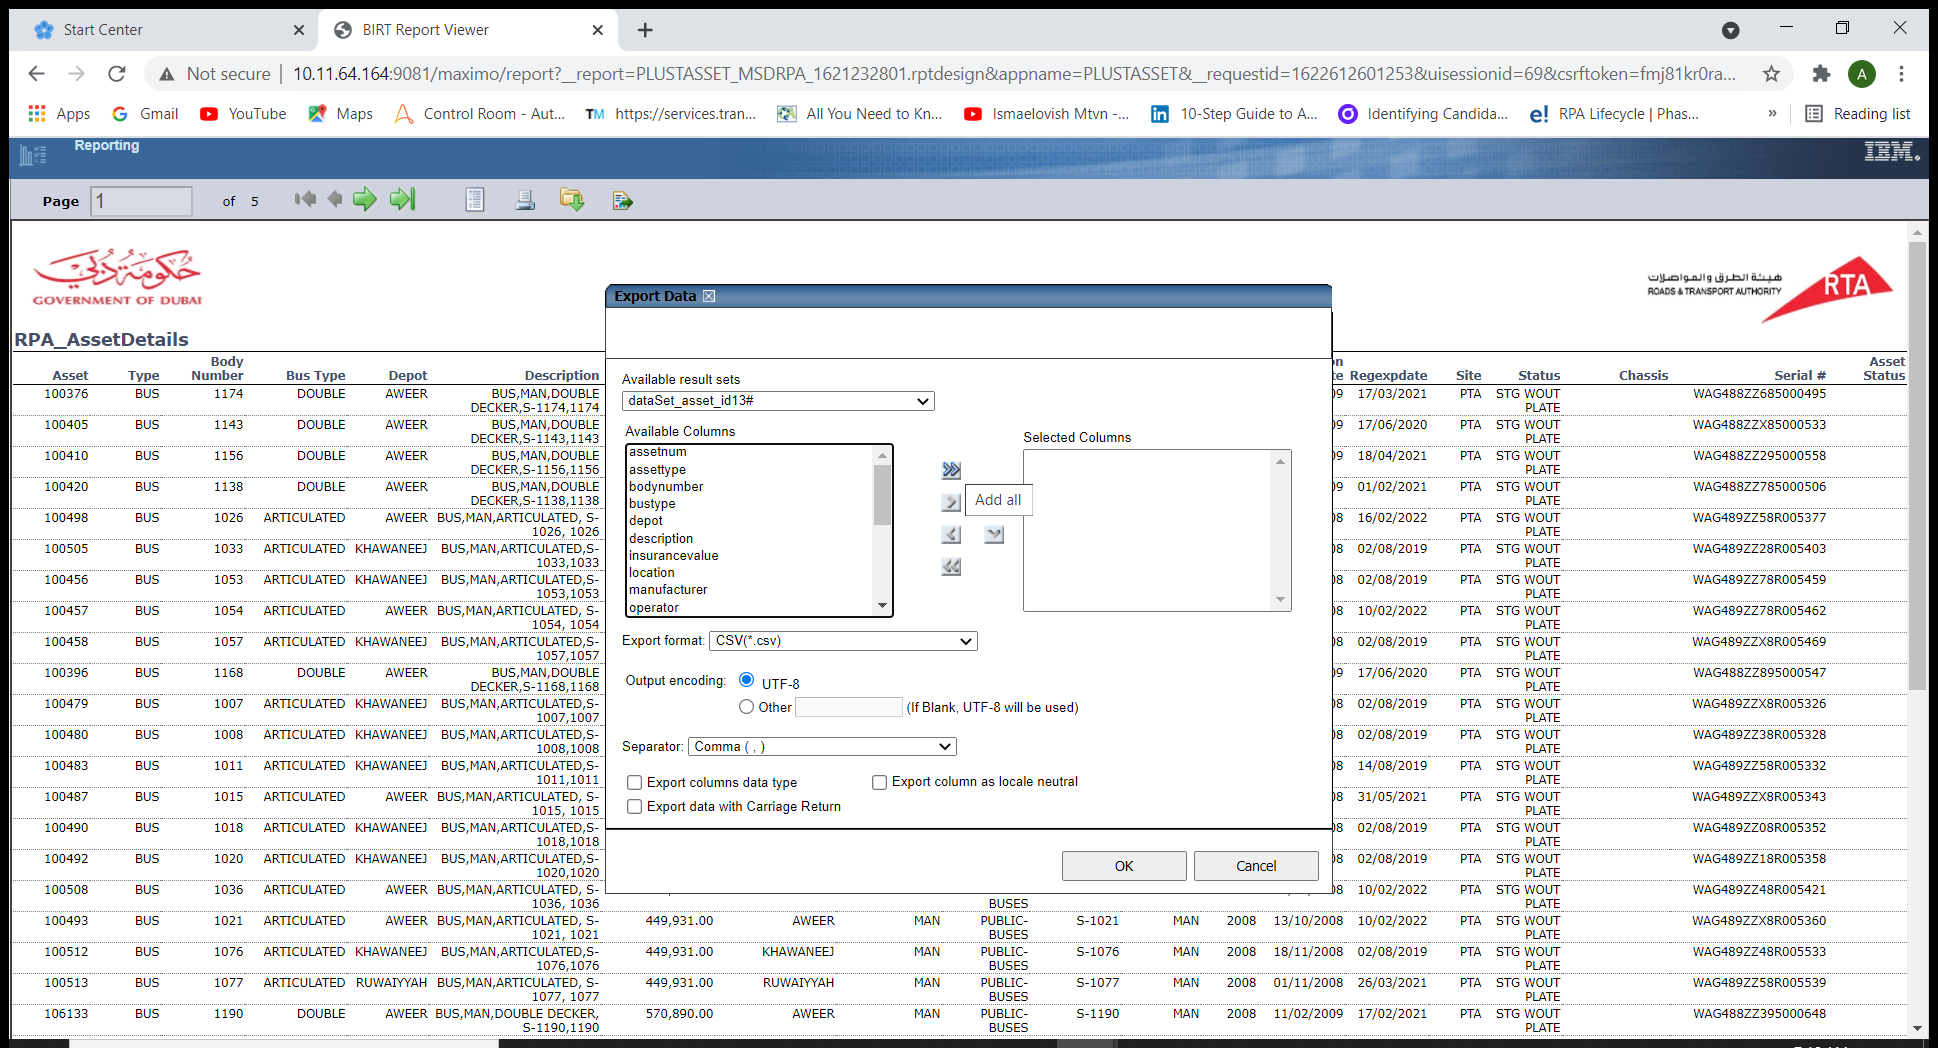 Start Center
BIRT Report Viewer
Not secure | 10.11.64.164:9081/maximo/report?__report=PLUSTASSET_MSDRPA_1621232801.rptdesign&appname=PLUSTASSET&__requestid=1622612601253&uisessionid=69&csrftoken=fmj81kr0ra...
A
Apps
Gmail
YouTube
Maps
Control Room - Aut...
TM https://services.tran...
All You Need to Kn...
Ismaelovish Mtvn -...
10-Step Guide to A...
Identifying Candida...
e! RPA Lifecycle | Phas...
»
Reading list
Reporting
IBM.
Page 1 of 5
حكومة دبي
GOVERNMENT OF DUBAI
هيئة الطرق والمواصلات
ROADS & TRANSPORT AUTHORITY
RTA
RPA_AssetDetails
Asset Type Body Number Bus Type Depot Description Regexpdate Site Status Chassis Serial # Asset Status
100376 BUS 1174 DOUBLE AWEER BUS,MAN,DOUBLE DECKER,S-1174,1174 09 17/03/2021 PTA STG WOUT PLATE WAG488ZZ685000495
100405 BUS 1143 DOUBLE AWEER BUS,MAN,DOUBLE DECKER,S-1143,1143 09 17/06/2020 PTA STG WOUT PLATE WAG488ZZX85000533
100410 BUS 1156 DOUBLE AWEER BUS,MAN,DOUBLE DECKER,S-1156,1156 09 18/04/2021 PTA STG WOUT PLATE WAG488ZZ295000558
100420 BUS 1138 DOUBLE AWEER BUS,MAN,DOUBLE DECKER,S-1138,1138 09 01/02/2021 PTA STG WOUT PLATE WAG488ZZ785000506
100498 BUS 1026 ARTICULATED AWEER BUS,MAN,ARTICULATED, S-1026, 1026 08 16/02/2022 PTA STG WOUT PLATE WAG489ZZ58R005377
100505 BUS 1033 ARTICULATED KHAWANEEJ BUS,MAN,ARTICULATED,S-1033,1033 08 02/08/2019 PTA STG WOUT PLATE WAG489ZZ28R005403
100456 BUS 1053 ARTICULATED KHAWANEEJ BUS,MAN,ARTICULATED,S-1053,1053 08 02/08/2019 PTA STG WOUT PLATE WAG489ZZ78R005459
100457 BUS 1054 ARTICULATED KHAWANEEJ BUS,MAN,ARTICULATED, S-1054, 1054 08 10/02/2022 PTA STG WOUT PLATE WAG489ZZ78R005462
100458 BUS 1057 ARTICULATED KHAWANEEJ BUS,MAN,ARTICULATED,S-1057,1057 08 02/08/2019 PTA STG WOUT PLATE WAG489ZZX8R005469
100396 BUS 1168 DOUBLE AWEER BUS,MAN,DOUBLE DECKER,S-1168,1168 09 17/06/2020 PTA STG WOUT PLATE WAG488ZZ895000547
100479 BUS 1007 ARTICULATED KHAWANEEJ BUS,MAN,ARTICULATED,S-1007,1007 08 02/08/2019 PTA STG WOUT PLATE WAG489ZZX8R005326
100480 BUS 1008 ARTICULATED KHAWANEEJ BUS,MAN,ARTICULATED,S-1008,1008 08 02/08/2019 PTA STG WOUT PLATE WAG489ZZ38R005328
100483 BUS 1011 ARTICULATED KHAWANEEJ BUS,MAN,ARTICULATED,S-1011,1011 08 14/08/2019 PTA STG WOUT PLATE WAG489ZZ58R005332
100487 BUS 1015 ARTICULATED AWEER BUS,MAN,ARTICULATED, S-1015, 1015 08 31/05/2021 PTA STG WOUT PLATE WAG489ZZX8R005343
100490 BUS 1018 ARTICULATED KHAWANEEJ BUS,MAN,ARTICULATED,S-1018,1018 08 02/08/2019 PTA STG WOUT PLATE WAG489ZZ08R005352
100492 BUS 1020 ARTICULATED KHAWANEEJ BUS,MAN,ARTICULATED,S-1020,1020 08 02/08/2019 PTA STG WOUT PLATE WAG489ZZ18R005358
100508 BUS 1036 ARTICULATED AWEER BUS,MAN,ARTICULATED, S-1036, 1036 BUSES 08 10/02/2022 PTA STG WOUT PLATE WAG489ZZ48R005421
100493 BUS 1021 ARTICULATED AWEER BUS,MAN,ARTICULATED, S-1021, 1021 449,931.00 AWEER MAN PUBLIC-BUSES S-1021 MAN 2008 13/10/2008 10/02/2022 PTA STG WOUT PLATE WAG489ZZX8R005360
100512 BUS 1076 ARTICULATED KHAWANEEJ BUS,MAN,ARTICULATED,S-1076,1076 449,931.00 KHAWANEEJ MAN PUBLIC-BUSES S-1076 MAN 2008 18/11/2008 02/08/2019 PTA STG WOUT PLATE WAG489ZZ48R005533
100513 BUS 1077 ARTICULATED RUWAIYYAH BUS,MAN,ARTICULATED, S-1077, 1077 449,931.00 RUWAIYYAH MAN PUBLIC-BUSES S-1077 MAN 2008 01/11/2008 26/03/2021 PTA STG WOUT PLATE WAG489ZZ58R005539
106133 BUS 1190 DOUBLE AWEER BUS,MAN,DOUBLE DECKER, S-1190,1190 570,890.00 AWEER MAN PUBLIC-BUSES S-1190 MAN 2008 11/02/2009 17/02/2021 PTA STG WOUT PLATE WAG488ZZ395000648
Export Data
Available result sets
dataSet_asset_id13#
Available Columns
assetnum
assettype
bodynumber
bustype
depot
description
insurancevalue
location
manufacturer
operator
Add all
Selected Columns
Export format: CSV(*.csv)
Output encoding: UTF-8
Other (If Blank, UTF-8 will be used)
Separator: Comma ( , )
Export columns data type
Export column as locale neutral
Export data with Carriage Return
OK
Cancel